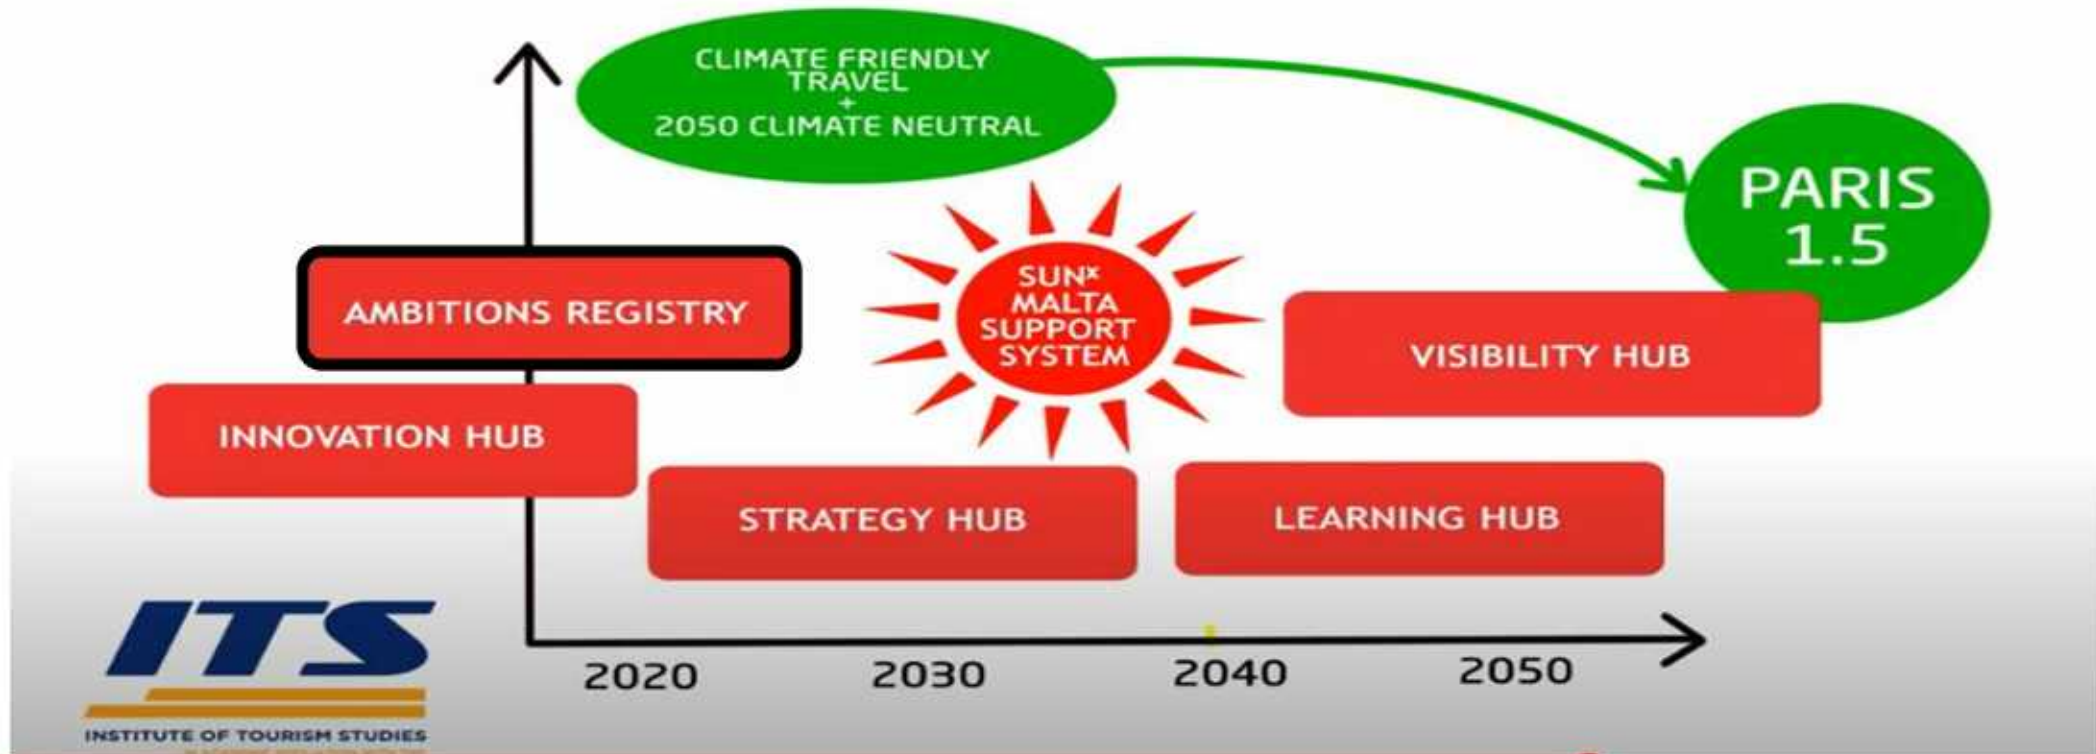 CLIMATE FRIENDLY
TRAVEL
+
2050 CLIMATE NEUTRAL
PARIS
1.5
AMBITIONS REGISTRY
SUNˣ
MALTA
SUPPORT
SYSTEM
VISIBILITY HUB
INNOVATION HUB
STRATEGY HUB
LEARNING HUB
2020
2030
2040
2050
ITS
INSTITUTE OF TOURISM STUDIES